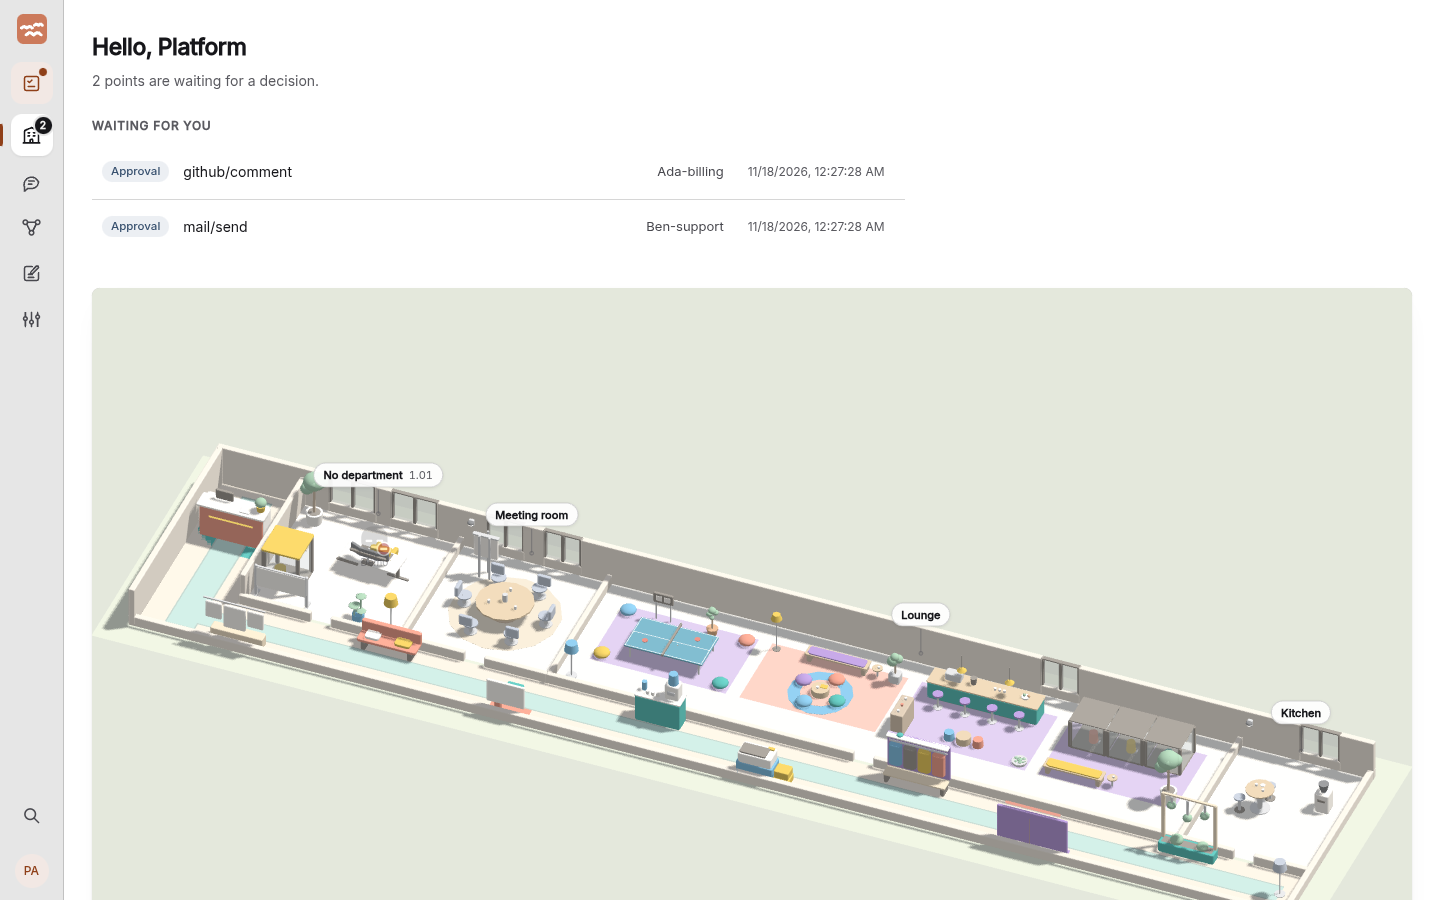 Hello, Platform
2 points are waiting for a decision.
WAITING FOR YOU
Approval github/comment Ada-billing 11/18/2026, 12:27:28 AM
Approval mail/send Ben-support 11/18/2026, 12:27:28 AM
2
No department 1.01
Meeting room
Lounge
Kitchen
PA